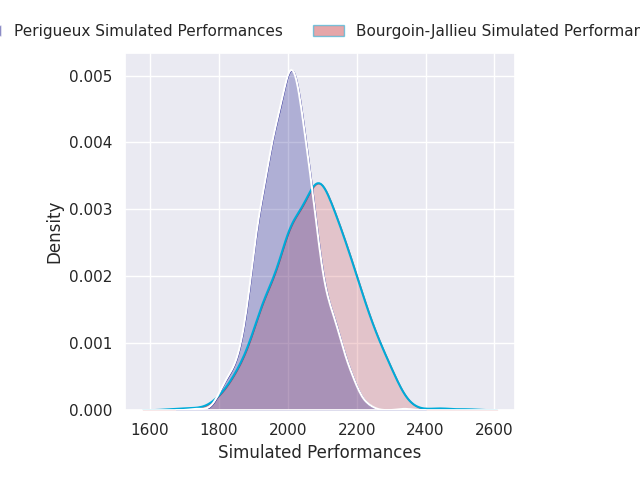 Perigueux Simulated Performances
Bourgoin-Jallieu Simulated Performar
0.005
0.004
0.003
0.002
0.001
0.000
Density
1600 1800 2000 2200 2400 2600
Simulated Performances